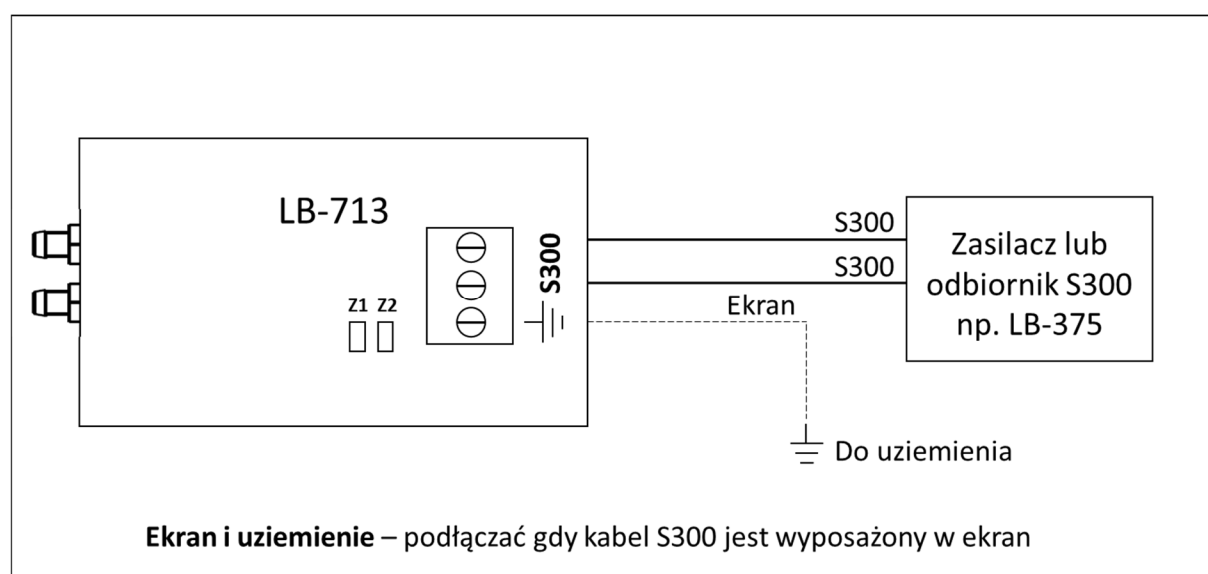 LB-713
Z1 Z2
S300
S300
S300
Ekran
Zasilacz lub
odbiornik S300
np. LB-375
Do uziemienia
Ekran i uziemienie – podłączać gdy kabel S300 jest wyposażony w ekran